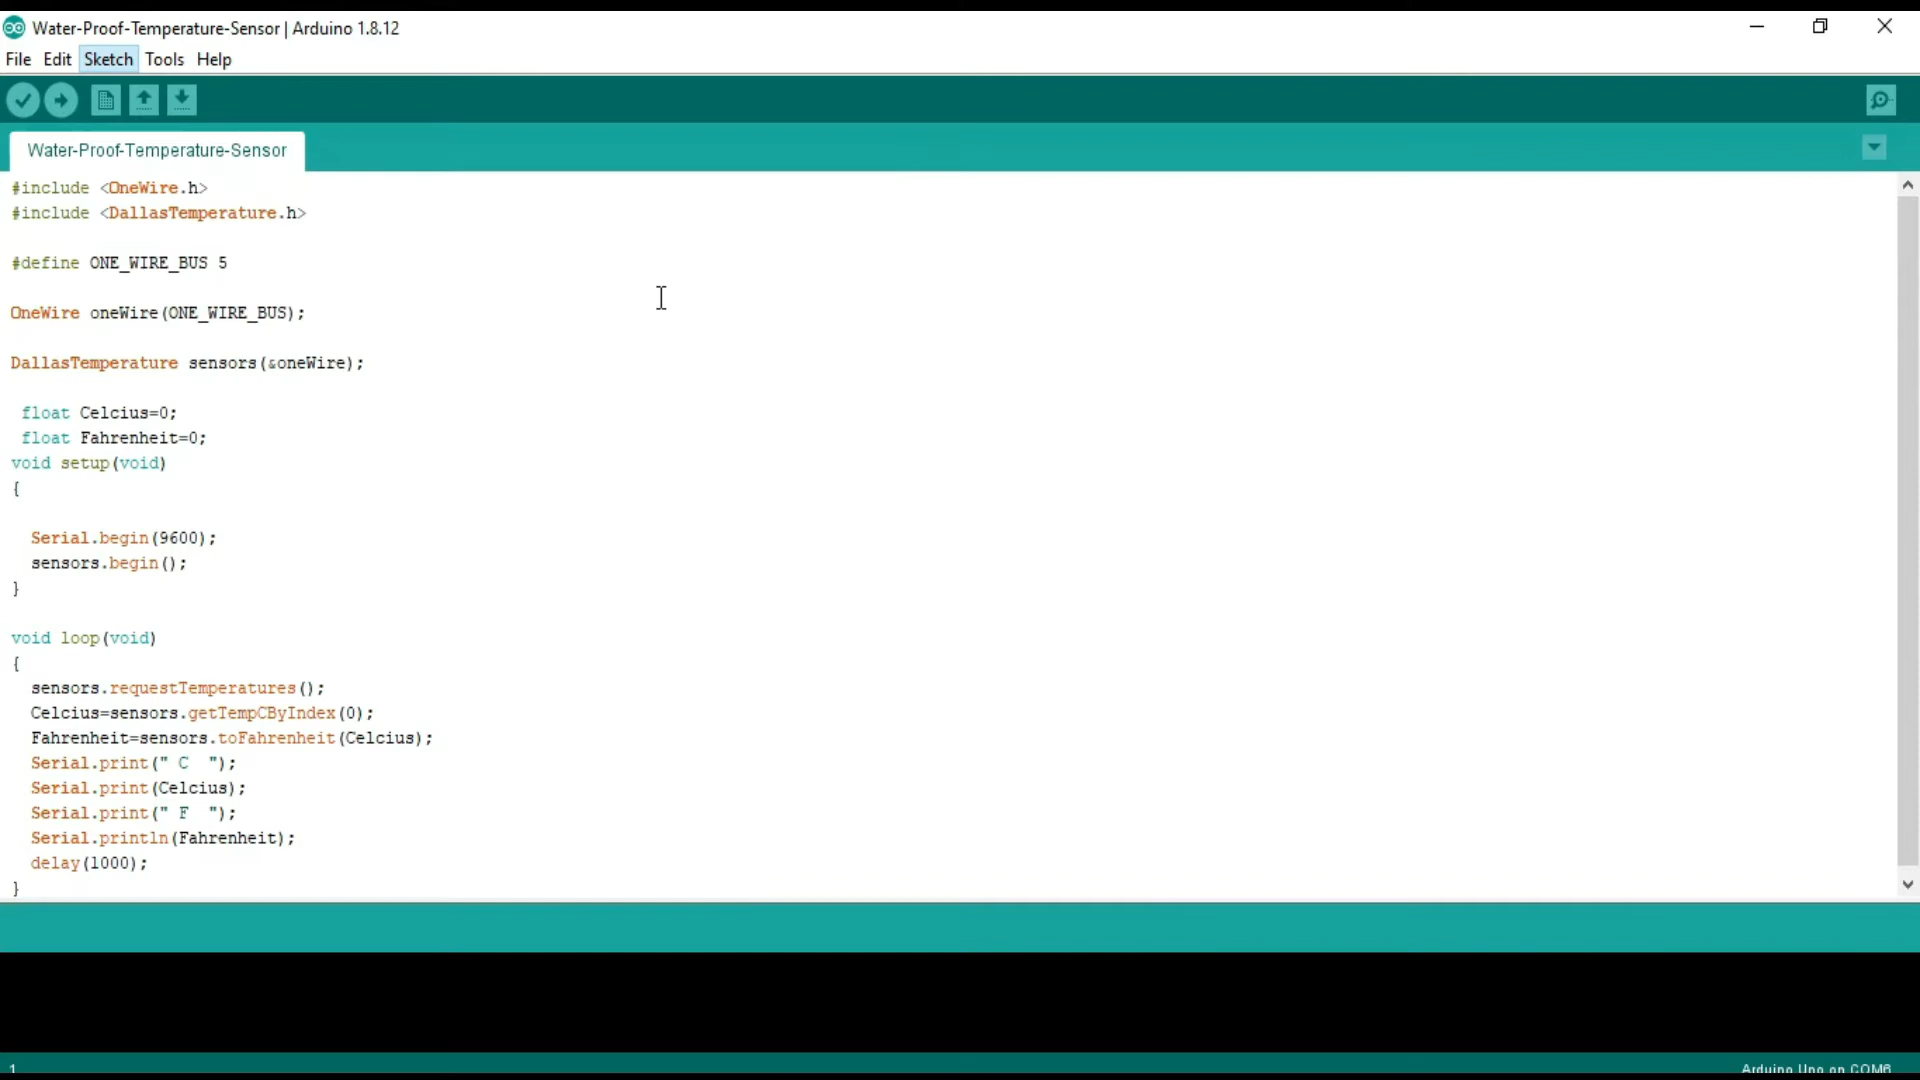 Water-Proof-Temperature-Sensor | Arduino 1.8.12
File Edit Sketch Tools Help
Water-Proof-Temperature-Sensor
#include <OneWire.h>
#include <DallasTemperature.h>
#define ONE_WIRE_BUS 5
OneWire oneWire(ONE_WIRE_BUS);
DallasTemperature sensors(&oneWire);
float Celcius=0;
float Fahrenheit=0;
void setup(void)
{
Serial.begin(9600);
sensors.begin();
}
void loop(void)
{
sensors.requestTemperatures();
Celcius=sensors.getTempCByIndex(0);
Fahrenheit=sensors.toFahrenheit(Celcius);
Serial.print(" C  ");
Serial.print(Celcius);
Serial.print(" F  ");
Serial.println(Fahrenheit);
delay(1000);
}
1 Arduino Uno on COM6